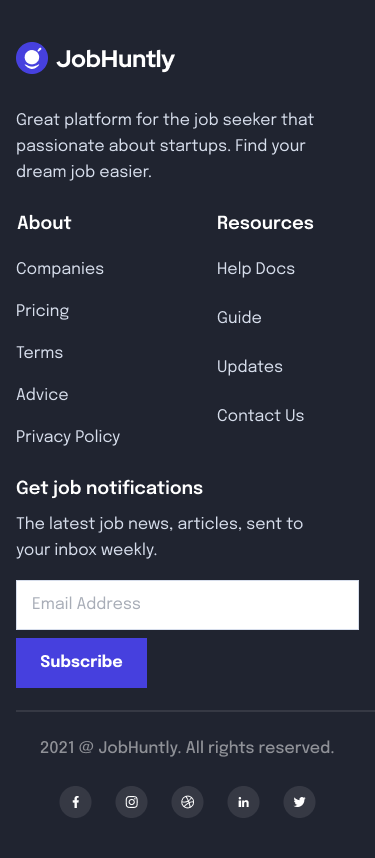 JobHuntly
Great platform for the job seeker that
passionate about startups. Find your
dream job easier.
About
Companies
Pricing
Terms
Advice
Privacy Policy
Resources
Help Docs
Guide
Updates
Contact Us
Get job notifications
The latest job news, articles, sent to
your inbox weekly.
Email Address
Subscribe
2021 @ JobHuntly. All rights reserved.